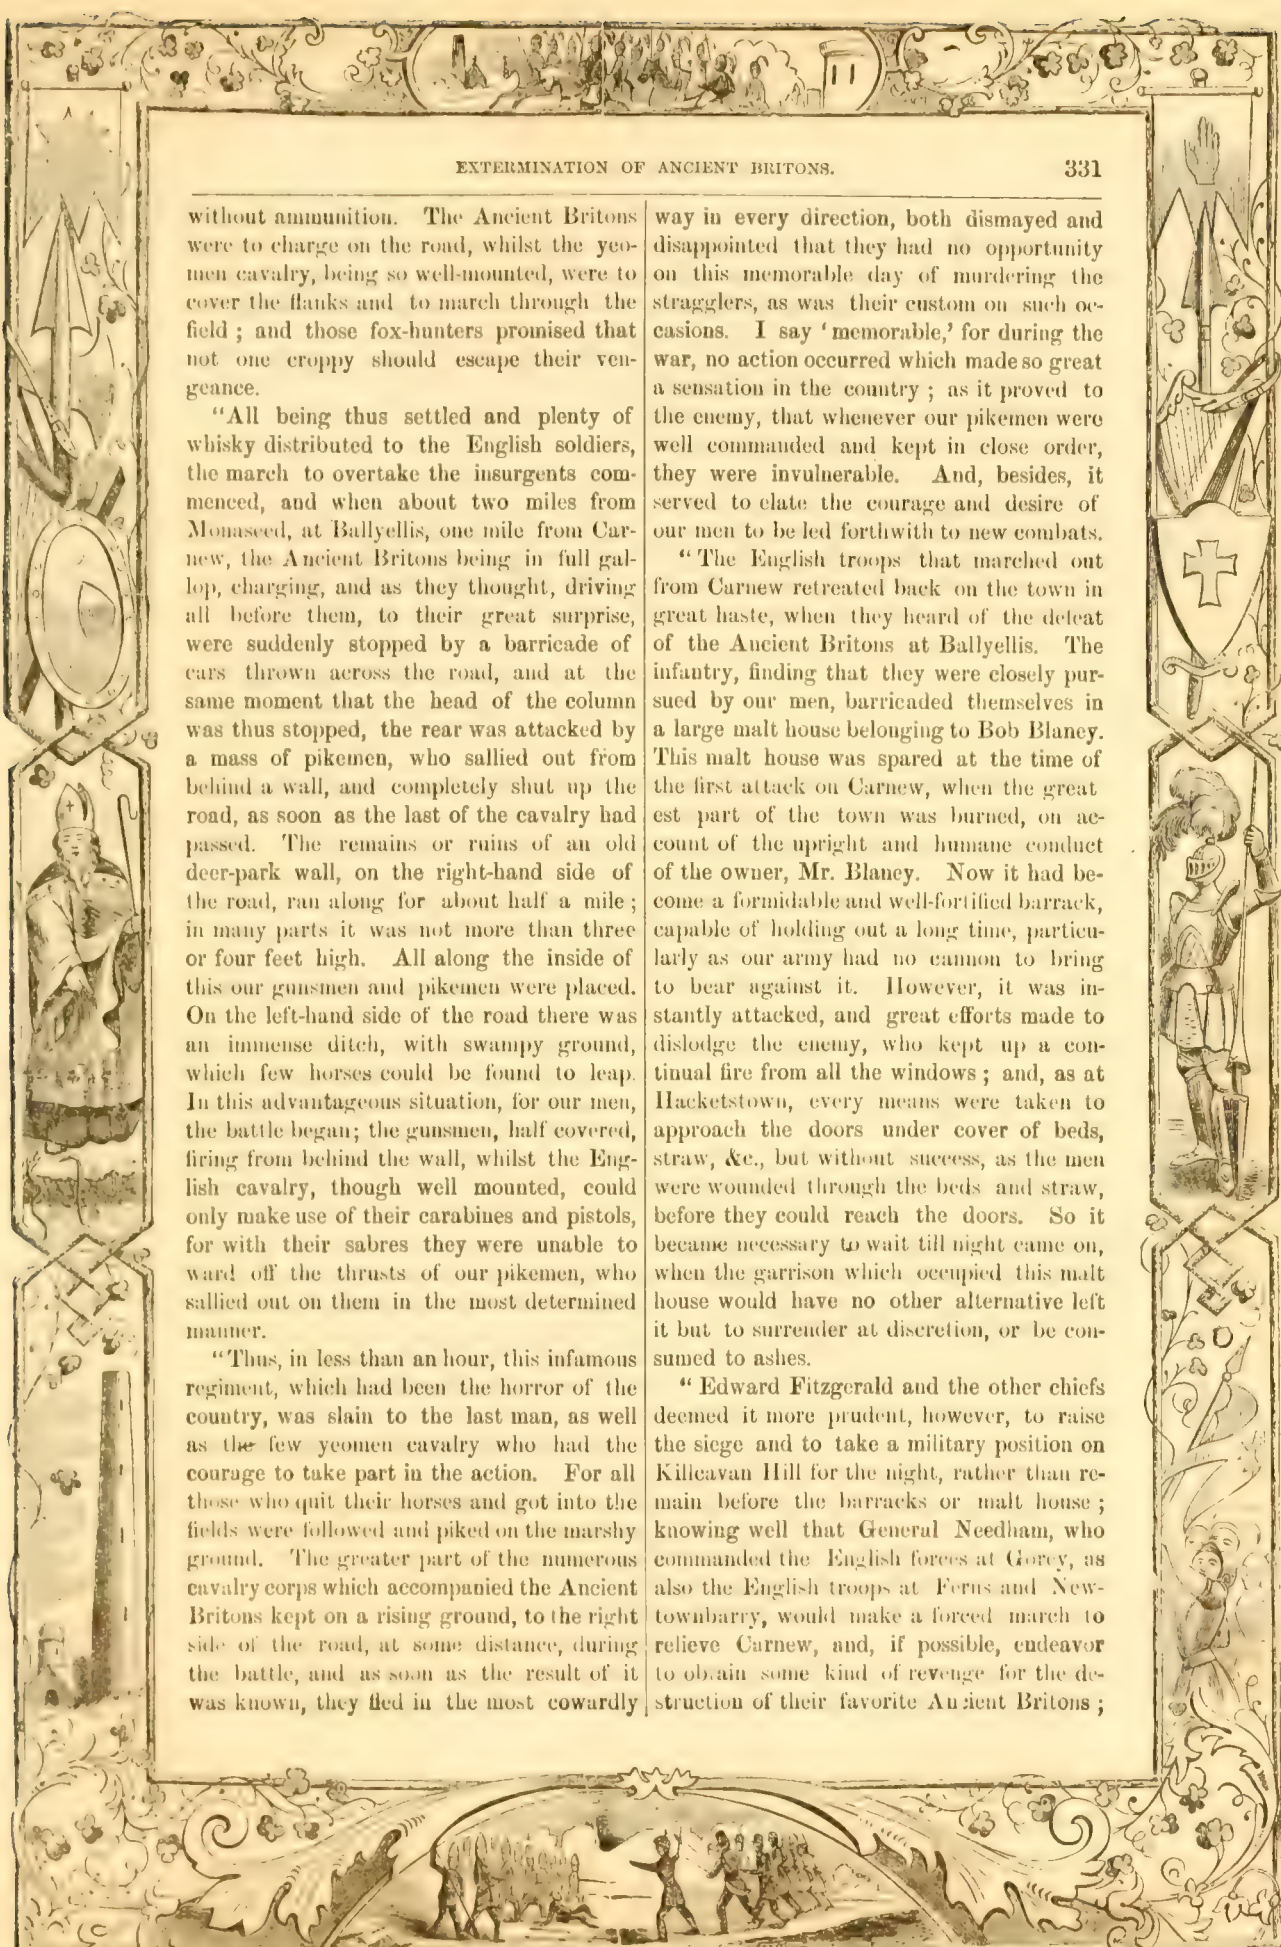 EXTERMINATION OF ANCIENT BRITONS. 331
without ammunition. The Ancient Britons
were to charge on the road, whilst the yeo-
men cavalry, being so well-mounted, were to
cover the flanks and to march through the
field ; and those fox-hunters promised that
not one croppy should escape their ven-
geance.
"All being thus settled and plenty of
whisky distributed to the English soldiers,
the march to overtake the insurgents com-
menced, and when about two miles from
Monaseed, at Ballyellis, one mile from Car-
new, the Ancient Britons being in full gal-
lop, charging, and as they thought, driving
all before them, to their great surprise,
were suddenly stopped by a barricade of
cars thrown across the road, and at the
same moment that the head of the column
was thus stopped, the rear was attacked by
a mass of pikemen, who sallied out from
behind a wall, and completely shut up the
road, as soon as the last of the cavalry had
passed. The remains or ruins of an old
deer-park wall, on the right-hand side of
the road, ran along for about half a mile ;
in many parts it was not more than three
or four feet high. All along the inside of
this our gunsmen and pikemen were placed.
On the left-hand side of the road there was
an immense ditch, with swampy ground,
which few horses could be found to leap.
In this advantageous situation, for our men,
the battle began; the gunsmen, half covered,
firing from behind the wall, whilst the Eng-
lish cavalry, though well mounted, could
only make use of their carabines and pistols,
for with their sabres they were unable to
ward off the thrusts of our pikemen, who
sallied out on them in the most determined
manner.
"Thus, in less than an hour, this infamous
regiment, which had been the horror of the
country, was slain to the last man, as well
as the few yeomen cavalry who had the
courage to take part in the action. For all
those who quit their horses and got into the
fields were followed and piked on the marshy
ground. The greater part of the numerous
cavalry corps which accompanied the Ancient
Britons kept on a rising ground, to the right
side of the road, at some distance, during
the battle, and as soon as the result of it
was known, they fled in the most cowardly
way in every direction, both dismayed and
disappointed that they had no opportunity
on this memorable day of murdering the
stragglers, as was their custom on such oc-
casions. I say 'memorable,' for during the
war, no action occurred which made so great
a sensation in the country ; as it proved to
the enemy, that whenever our pikemen were
well commanded and kept in close order,
they were invulnerable. And, besides, it
served to elate the courage and desire of
our men to be led forthwith to new combats.
"The English troops that marched out
from Carnew retreated back on the town in
great haste, when they heard of the defeat
of the Ancient Britons at Ballyellis. The
infantry, finding that they were closely pur-
sued by our men, barricaded themselves in
a large malt house belonging to Bob Blaney.
This malt house was spared at the time of
the first attack on Carnew, when the great
est part of the town was burned, on ac-
count of the upright and humane conduct
of the owner, Mr. Blaney. Now it had be-
come a formidable and well-fortified barrack,
capable of holding out a long time, particu-
larly as our army had no cannon to bring
to bear against it. However, it was in-
stantly attacked, and great efforts made to
dislodge the enemy, who kept up a con-
tinual fire from all the windows ; and, as at
Hacketstown, every means were taken to
approach the doors under cover of beds,
straw, &c., but without success, as the men
were wounded through the beds and straw,
before they could reach the doors. So it
became necessary to wait till night came on,
when the garrison which occupied this malt
house would have no other alternative left
it but to surrender at discretion, or be con-
sumed to ashes.
"Edward Fitzgerald and the other chiefs
deemed it more prudent, however, to raise
the siege and to take a military position on
Killcavan Hill for the night, rather than re-
main before the barracks or malt house ;
knowing well that General Needham, who
commanded the English forces at Gorey, as
also the English troops at Ferns and New-
townbarry, would make a forced march to
relieve Carnew, and, if possible, endeavor
to obtain some kind of revenge for the de-
struction of their favorite Ancient Britons ;